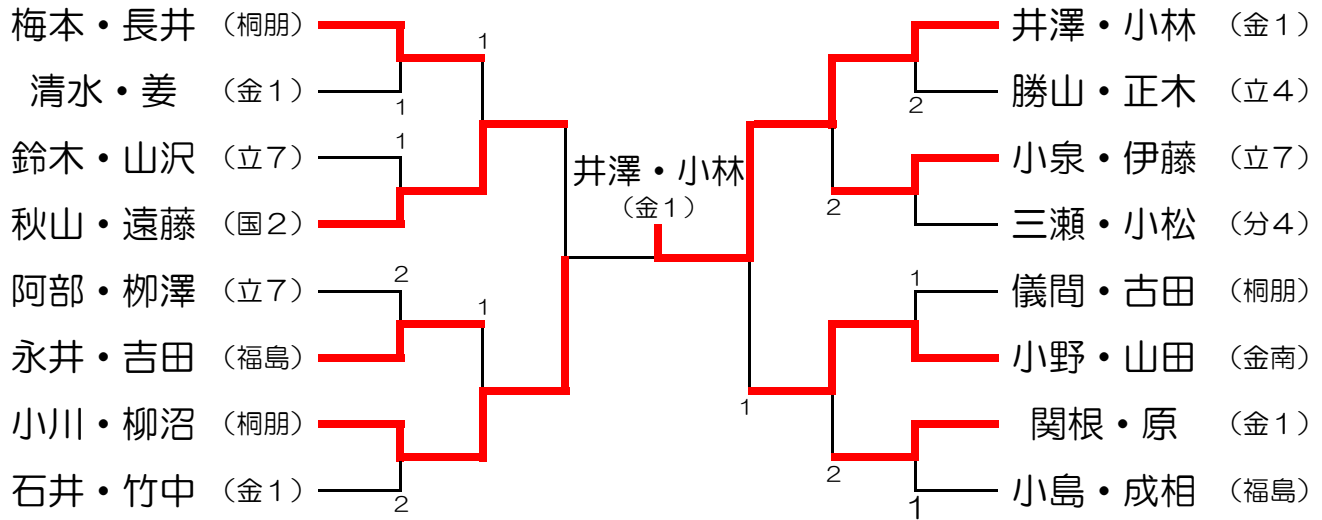 梅本・長井 （桐朋）
1
清水・姜 （金１）
1
鈴木・山沢 （立７）
1
秋山・遠藤 （国２）
阿部・栁澤 （立７）
2
永井・吉田 （福島）
1
小川・柳沼 （桐朋）
石井・竹中 （金１）
2
井澤・小林
（金１）
井澤・小林 （金１）
勝山・正木 （立４）
2
小泉・伊藤 （立７）
2
三瀬・小松 （分４）
儀間・古田 （桐朋）
1
小野・山田 （金南）
1
関根・原 （金１）
2
小島・成相 （福島）
1